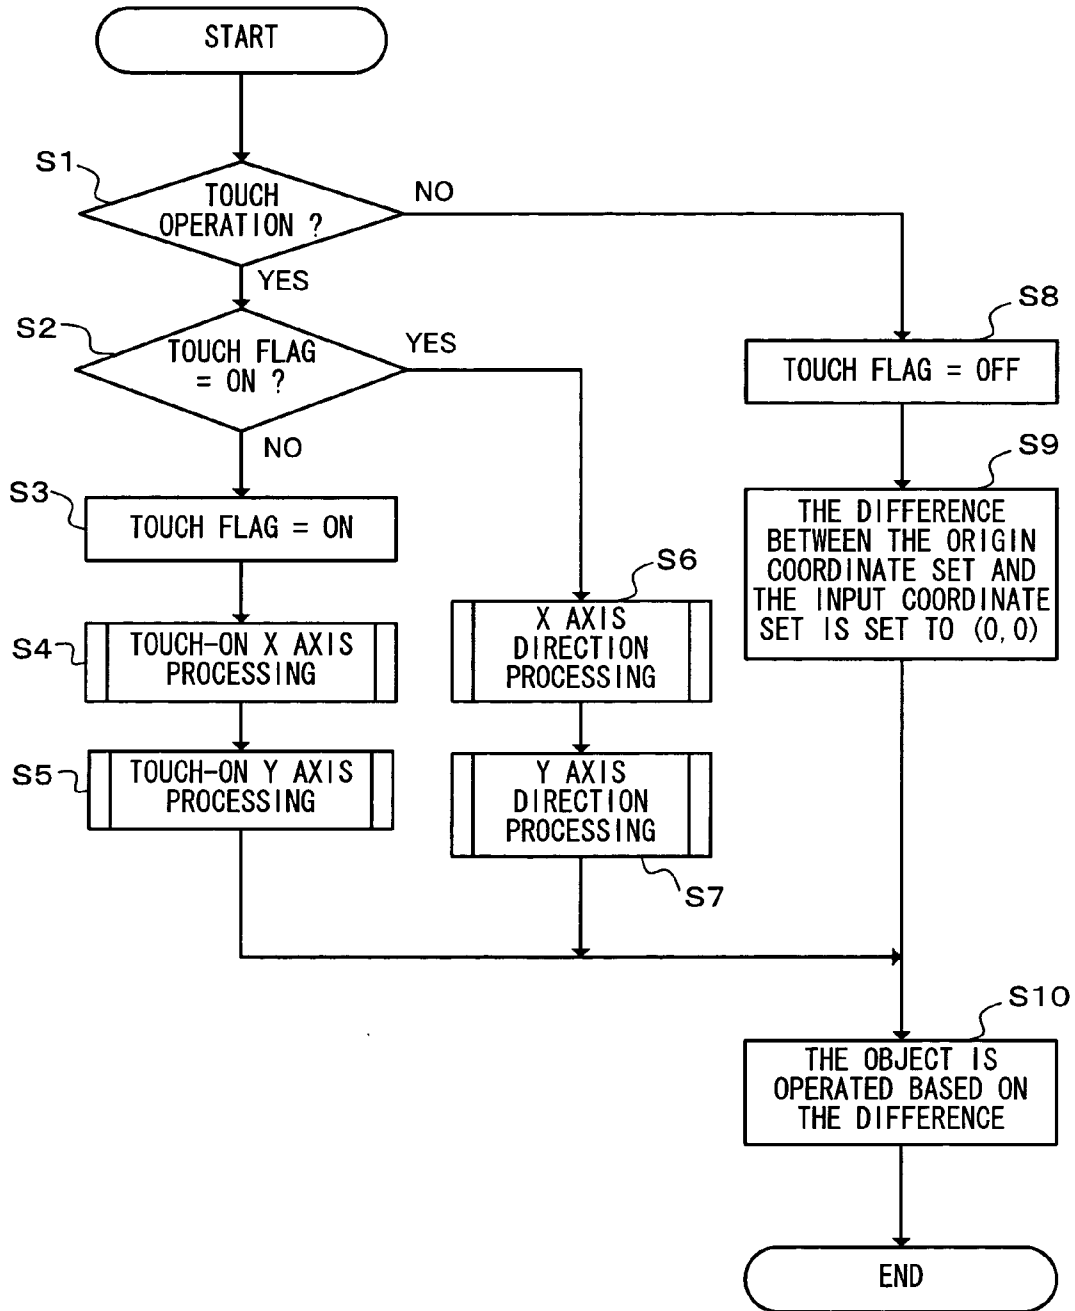 START
S1
TOUCH
OPERATION ?
NO
YES
S2
TOUCH FLAG
= ON ?
YES
NO
S8
TOUCH FLAG = OFF
S9
THE DIFFERENCE
BETWEEN THE ORIGIN
COORDINATE SET AND
THE INPUT COORDINATE
SET IS SET TO (0,0)
S3
TOUCH FLAG = ON
S4
TOUCH-ON X AXIS
PROCESSING
S5
TOUCH-ON Y AXIS
PROCESSING
S6
X AXIS
DIRECTION
PROCESSING
Y AXIS
DIRECTION
PROCESSING
S7
S10
THE OBJECT IS
OPERATED BASED ON
THE DIFFERENCE
END